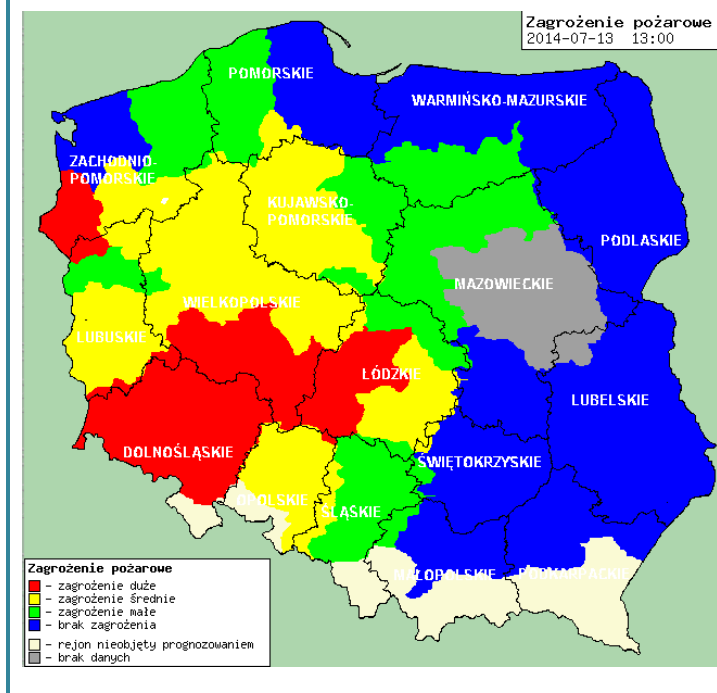 Zagrożenie pożarowe
2014-07-13 13:00
POMORSKIE
WARMIŃSKO-MAZURSKIE
ZACHODNIO-
POMORSKIE
KUJAWSKO-
POMORSKIE
PODLASKIE
MAZOWIECKIE
WIELKOPOLSKIE
LUBUSKIE
ŁÓDZKIE
LUBELSKIE
DOLNOŚLĄSKIE
ŚWIĘTOKRZYSKIE
OPOLSKIE
ŚLĄSKIE
MAŁOPOLSKIE
PODKARPACKIE
Zagrożenie pożarowe
- zagrożenie duże
- zagrożenie średnie
- zagrożenie małe
- brak zagrożenia
- rejon nieobjęty prognozowaniem
- brak danych